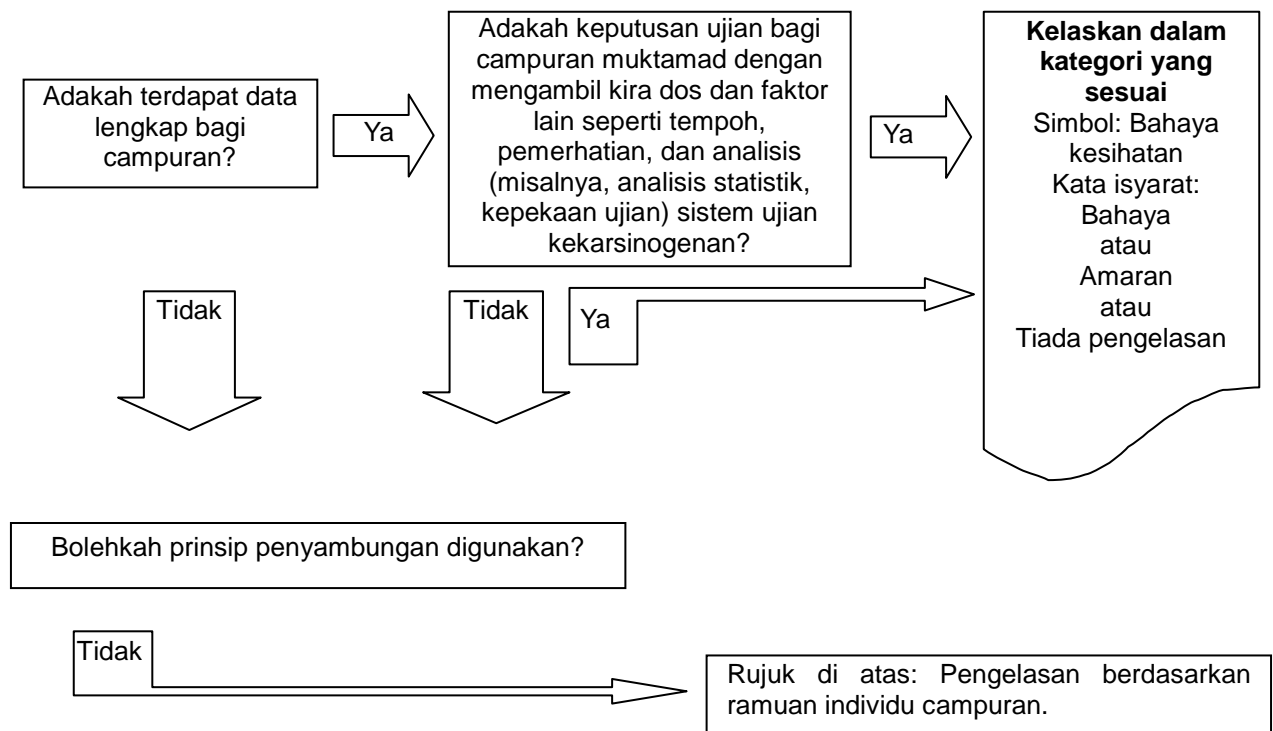 Adakah terdapat data
lengkap bagi
campuran?
Ya
Adakah keputusan ujian bagi
campuran muktamad dengan
mengambil kira dos dan faktor
lain seperti tempoh,
pemerhatian, dan analisis
(misalnya, analisis statistik,
kepekaan ujian) sistem ujian
kekarsinogenan?
Ya
Kelaskan dalam
kategori yang
sesuai
Simbol: Bahaya
kesihatan
Kata isyarat:
Bahaya
atau
Amaran
atau
Tiada pengelasan
Tidak
Tidak
Ya
Bolehkah prinsip penyambungan digunakan?
Tidak
Rujuk di atas: Pengelasan berdasarkan
ramuan individu campuran.